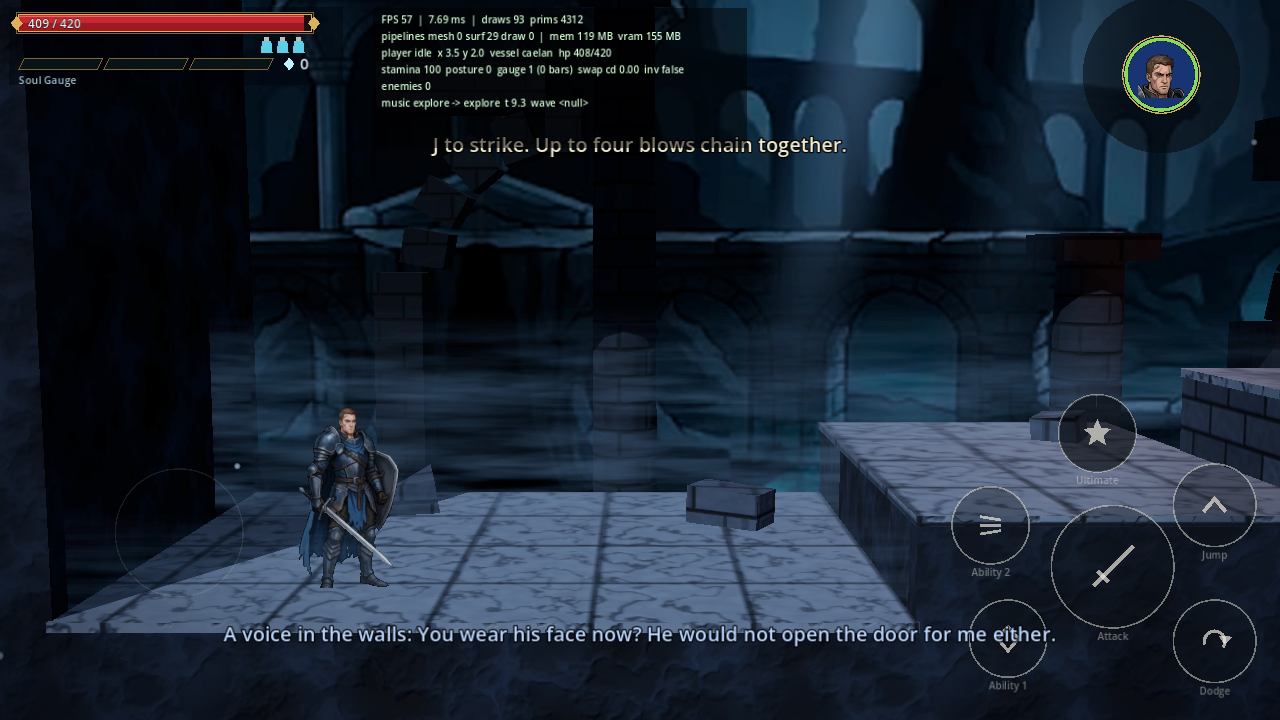 409 / 420
0
Soul Gauge
FPS 57 | 7.69 ms | draws 93 prims 4312
pipelines mesh 0 surf 29 draw 0 | mem 119 MB vram 155 MB
player idle x 3.5 y 2.0 vessel caelan hp 408/420
stamina 100 posture 0 gauge 1 (0 bars) swap cd 0.00 inv false
enemies 0
music explore -> explore t 9.3 wave <null>
J to strike. Up to four blows chain together.
Ultimate
Jump
Ability 2
Attack
A voice in the walls: You wear his face now? He would not open the door for me either.
Ability 1
Dodge